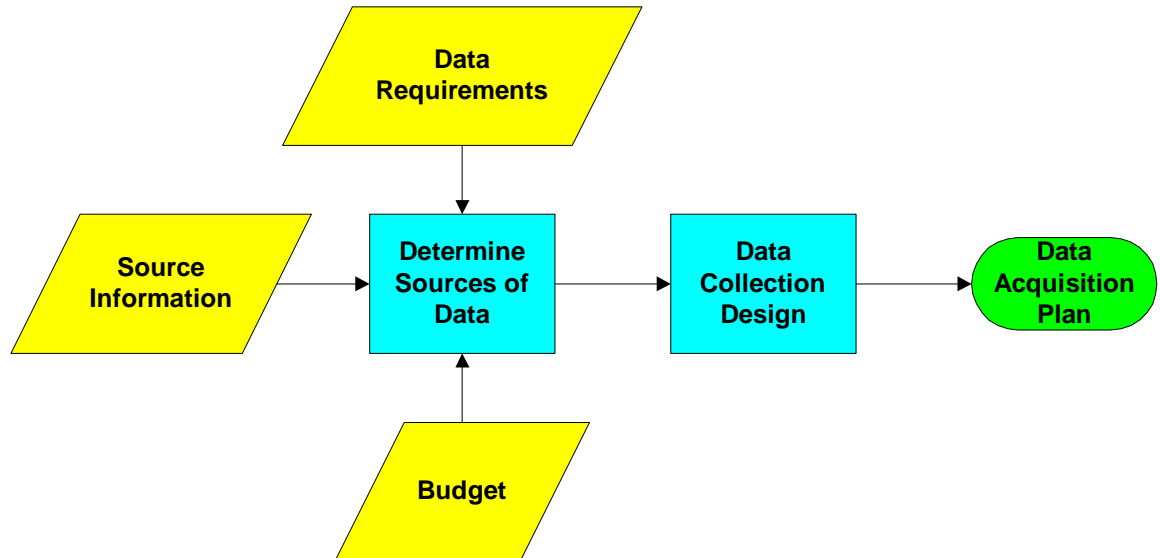 Data
Requirements
Source
Information
Determine
Sources of
Data
Data
Collection
Design
Data
Acquisition
Plan
Budget